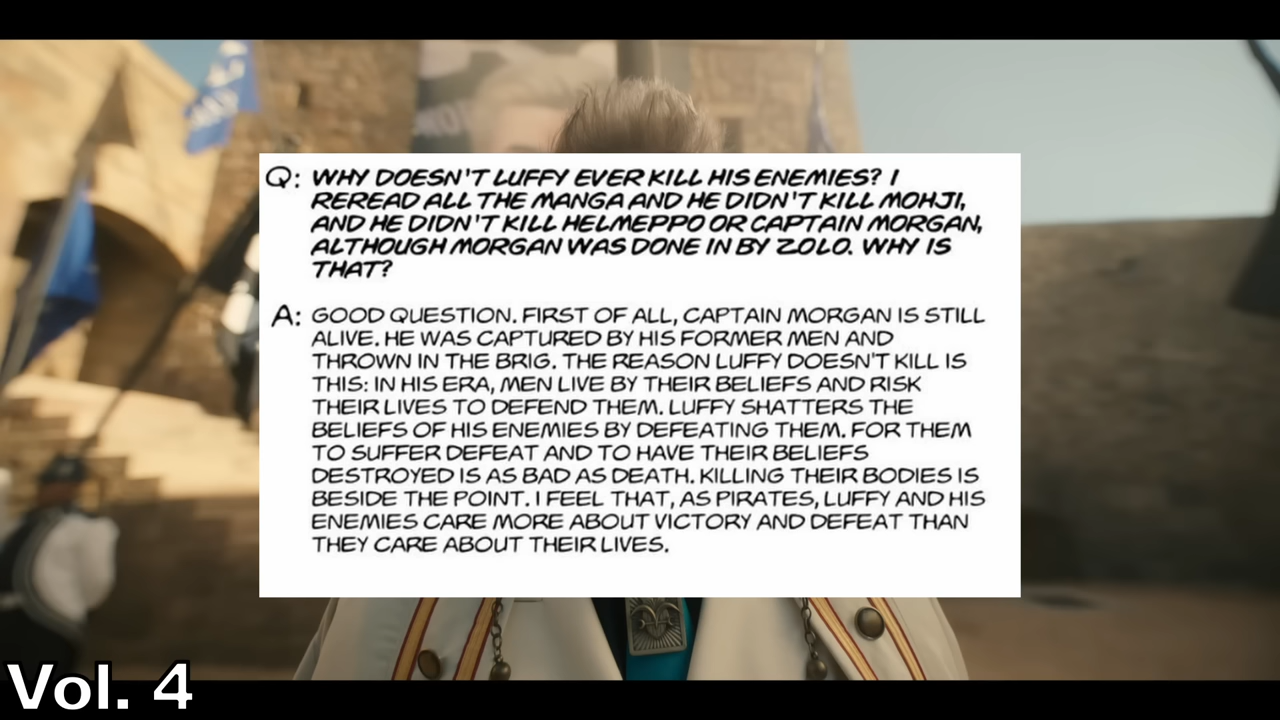 Q: WHY DOESN'T LUFFY EVER KILL HIS ENEMIES? I
REREAD ALL THE MANGA AND HE DIDN'T KILL MOHJI,
AND HE DIDN'T KILL HELMEPPO OR CAPTAIN MORGAN,
ALTHOUGH MORGAN WAS DONE IN BY ZOLO. WHY IS
THAT?
A: GOOD QUESTION. FIRST OF ALL, CAPTAIN MORGAN IS STILL
ALIVE. HE WAS CAPTURED BY HIS FORMER MEN AND
THROWN IN THE BRIG. THE REASON LUFFY DOESN'T KILL IS
THIS: IN HIS ERA, MEN LIVE BY THEIR BELIEFS AND RISK
THEIR LIVES TO DEFEND THEM. LUFFY SHATTERS THE
BELIEFS OF HIS ENEMIES BY DEFEATING THEM. FOR THEM
TO SUFFER DEFEAT AND TO HAVE THEIR BELIEFS
DESTROYED IS AS BAD AS DEATH. KILLING THEIR BODIES IS
BESIDE THE POINT. I FEEL THAT, AS PIRATES, LUFFY AND HIS
ENEMIES CARE MORE ABOUT VICTORY AND DEFEAT THAN
THEY CARE ABOUT THEIR LIVES.
Vol. 4